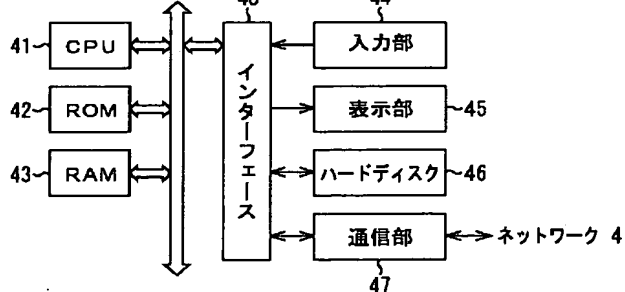 44
41
CPU
入力部
インターフェース
42
ROM
表示部
45
43
RAM
ハードディスク
46
通信部
ネットワーク 4
47